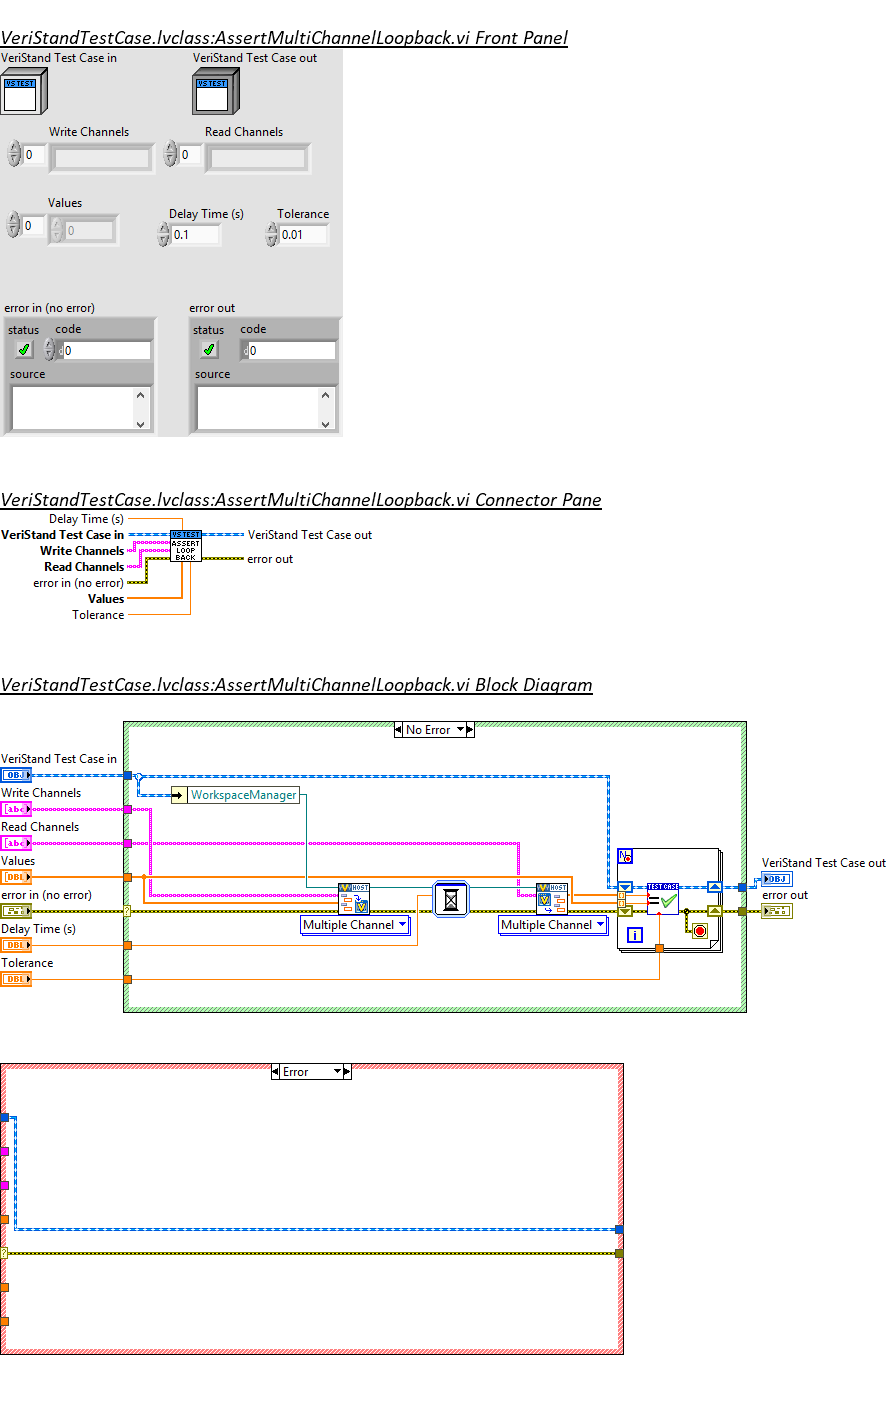 VeriStandTestCase.lvclass:AssertMultiChannelLoopback.vi Front Panel
VeriStand Test Case in VeriStand Test Case out
VS TEST VS TEST
Write Channels Read Channels
0 0
Values
0 0
Delay Time (s) Tolerance
0.1 0.01
error in (no error) error out
status code status code
0 0
source source
VeriStandTestCase.lvclass:AssertMultiChannelLoopback.vi Connector Pane
Delay Time (s)
VeriStand Test Case in VS TEST VeriStand Test Case out
Write Channels ASSERT
Read Channels LOOP
BACK error out
error in (no error)
Values
Tolerance
VeriStandTestCase.lvclass:AssertMultiChannelLoopback.vi Block Diagram
No Error
VeriStand Test Case in
OBJ
WorkspaceManager
Write Channels
abc
Read Channels
abc
Values
DBL
N
VeriStand Test Case out
OBJ
error in (no error)
HOST HOST TEST CASE
error out
?
Multiple Channel Multiple Channel
Delay Time (s)
DBL
i
Tolerance
DBL
Error
?